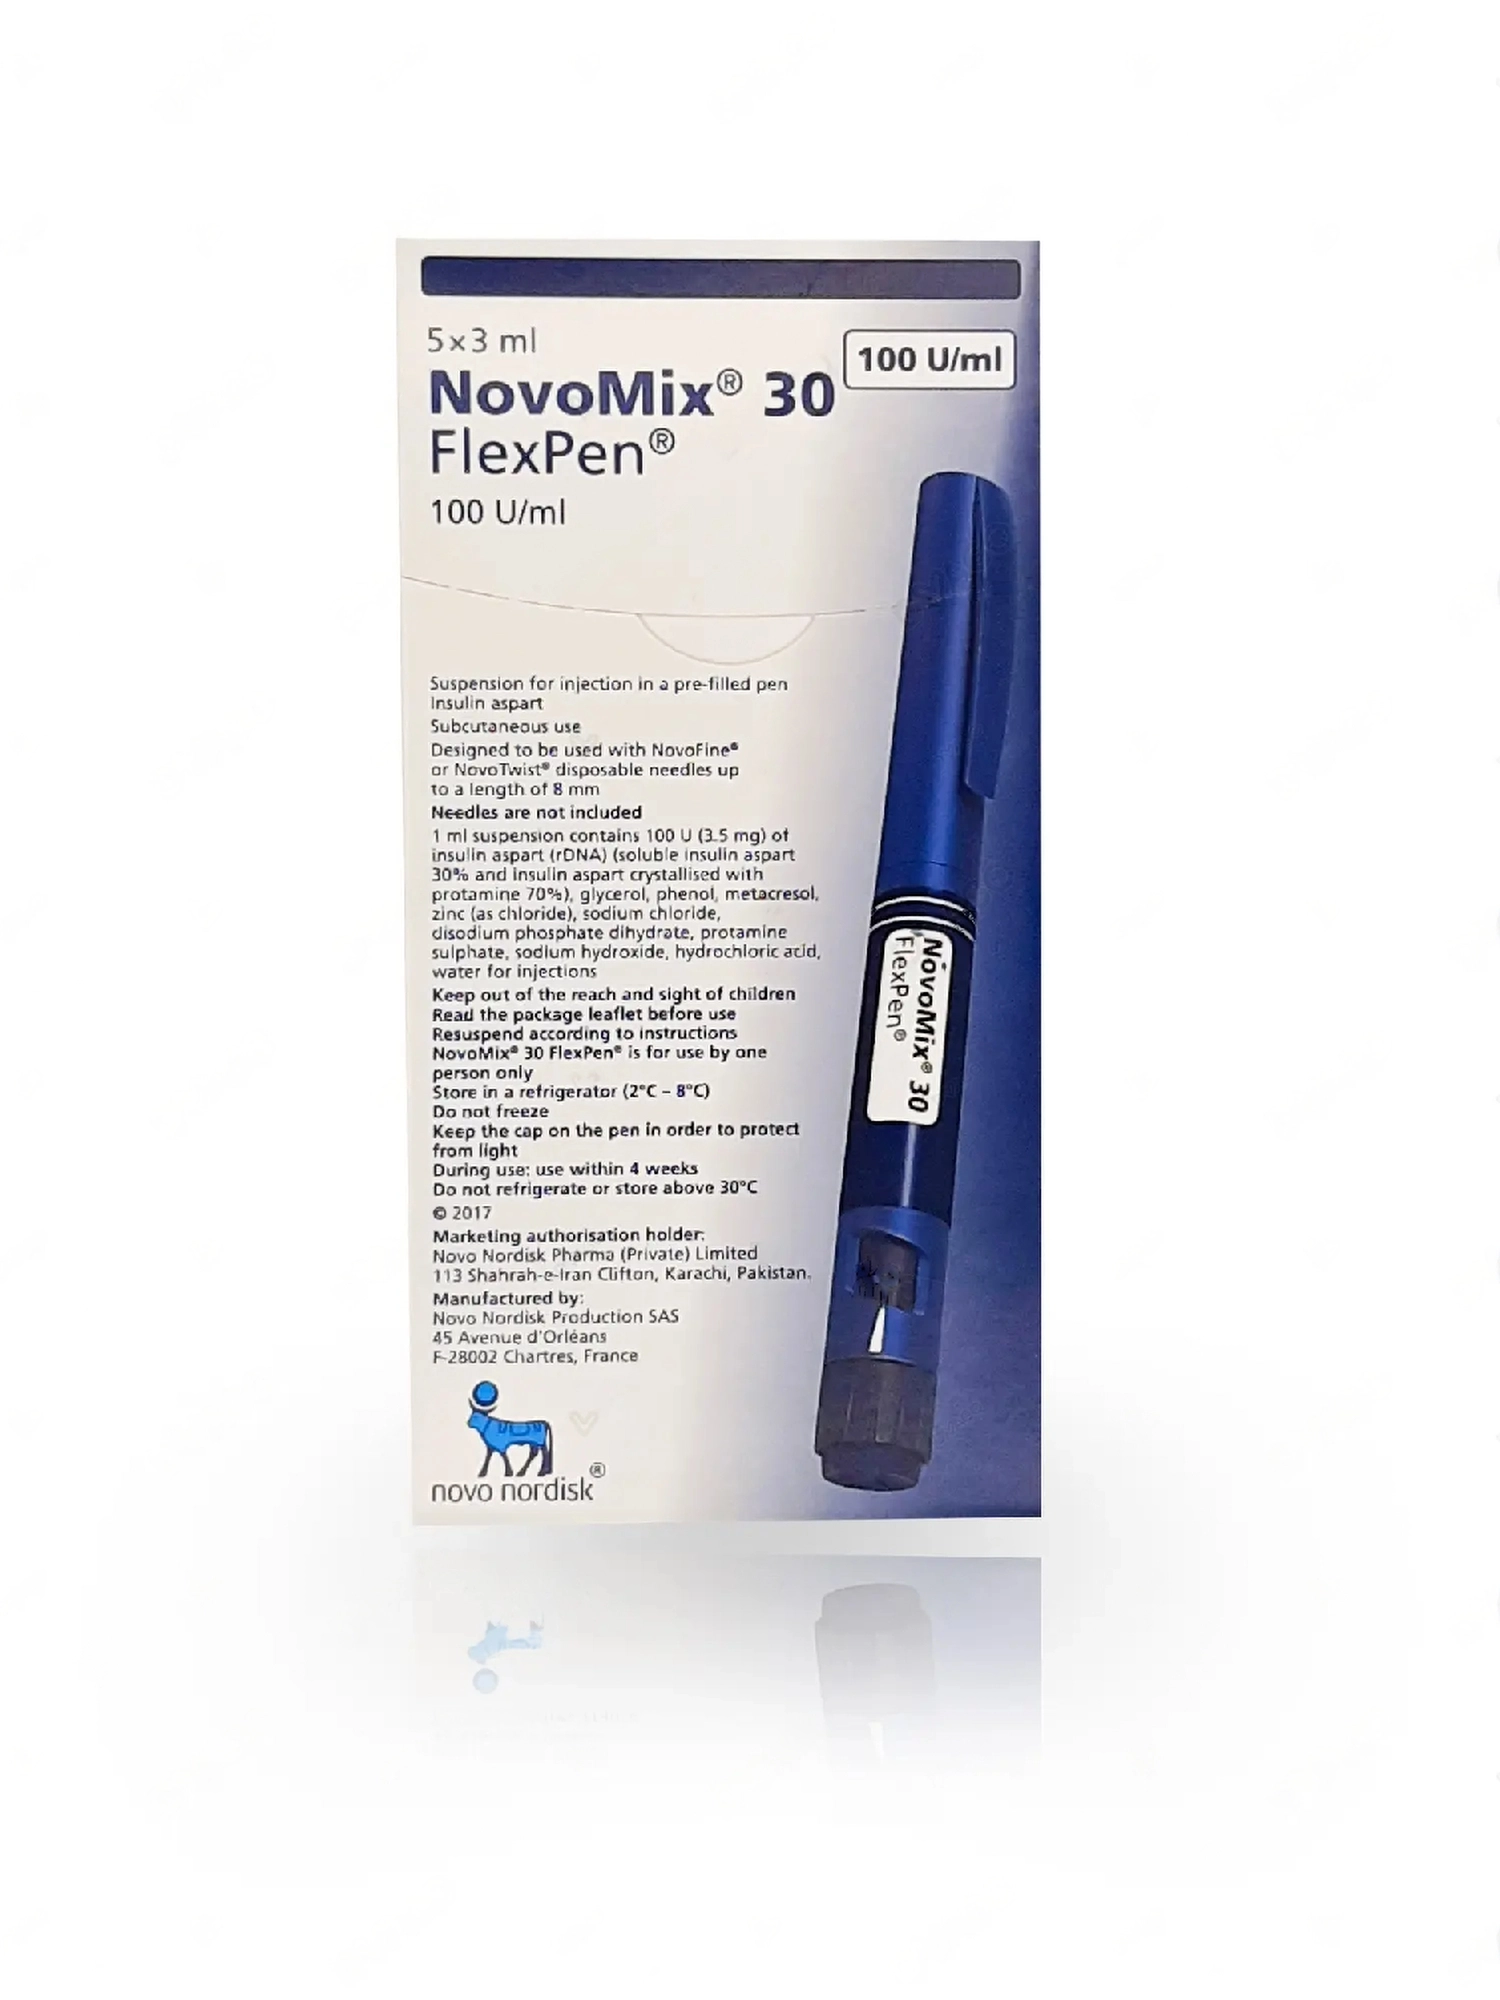 5×3 ml
100 U/ml
NovoMix® 30
FlexPen®
100 U/ml
Suspension for injection in a pre-filled pen
Insulin aspart
Subcutaneous use
Designed to be used with NovoFine®
or NovoTwist® disposable needles up
to a length of 8 mm
Needles are not included
1 ml suspension contains 100 U (3.5 mg) of
insulin aspart (rDNA) (soluble insulin aspart
30% and insulin aspart crystallised with
protamine 70%), glycerol, phenol, metacresol,
zinc (as chloride), sodium chloride,
disodium phosphate dihydrate, protamine
sulphate, sodium hydroxide, hydrochloric acid,
water for injections
Keep out of the reach and sight of children
Read the package leaflet before use
Resuspend according to instructions
NovoMix® 30 FlexPen® is for use by one
person only
Store in a refrigerator (2°C – 8°C)
Do not freeze
Keep the cap on the pen in order to protect
from light
During use: use within 4 weeks
Do not refrigerate or store above 30°C
© 2017
Marketing authorisation holder:
Novo Nordisk Pharma (Private) Limited
113 Shahrah-e-Iran Clifton, Karachi, Pakistan.
Manufactured by:
Novo Nordisk Production SAS
45 Avenue d'Orléans
F-28002 Chartres, France
novo nordisk®
NovoMix® 30
FlexPen®